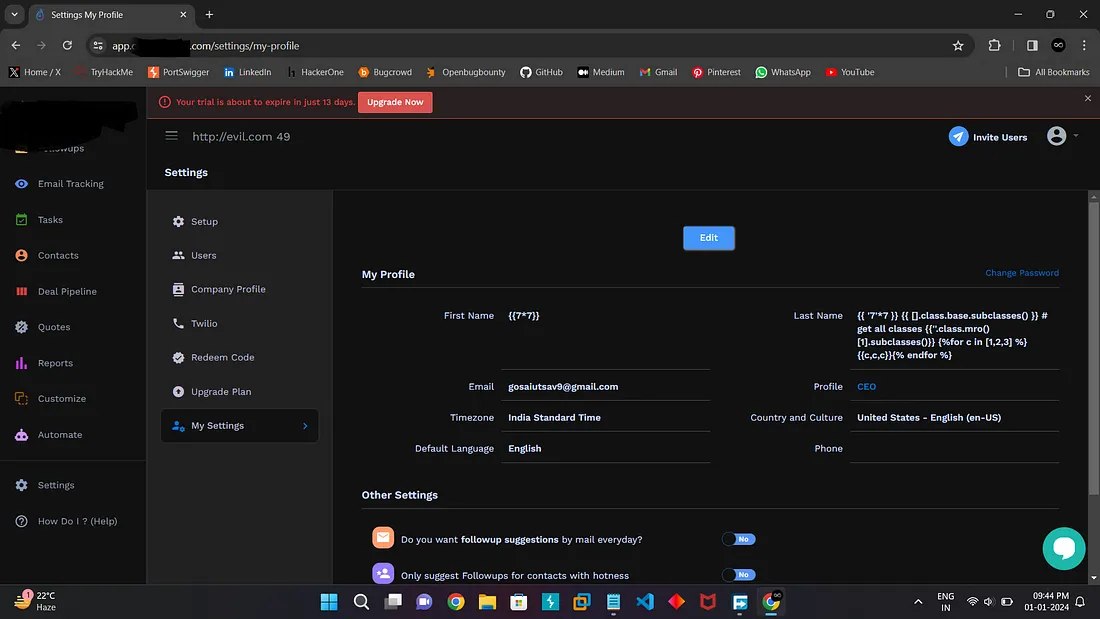 Settings My Profile
app.c .com/settings/my-profile
Home / X TryHackMe PortSwigger LinkedIn HackerOne Bugcrowd Openbugbounty GitHub Medium Gmail Pinterest WhatsApp YouTube All Bookmarks
Your trial is about to expire in just 13 days. Upgrade Now
http://evil.com 49
Invite Users
Settings
Email Tracking
Tasks
Contacts
Deal Pipeline
Quotes
Reports
Customize
Automate
Settings
How Do I ? (Help)
Setup
Users
Company Profile
Twilio
Redeem Code
Upgrade Plan
My Settings
Edit
My Profile
Change Password
First Name {{7*7}}
Last Name {{ '7'*7 }} {{ [].class.base.subclasses() }} #
get all classes {{''.class.mro()
[1].subclasses()}} {%for c in [1,2,3] %}
{{c,c,c}}{% endfor %}
Email gosaiutsav9@gmail.com
Profile CEO
Timezone India Standard Time
Country and Culture United States - English (en-US)
Default Language English
Phone
Other Settings
Do you want followup suggestions by mail everyday? No
Only suggest Followups for contacts with hotness No
1
22°C
Haze
ENG
IN
09:44 PM
01-01-2024